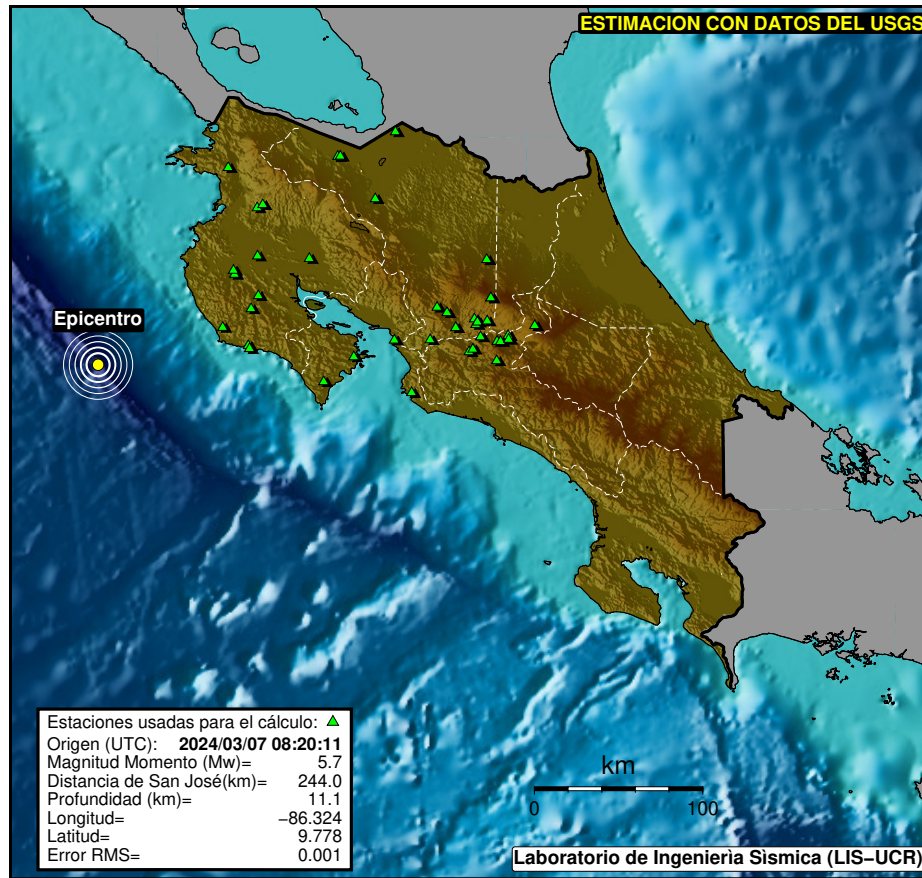 ESTIMACION CON DATOS DEL USGS
Epicentro
Estaciones usadas para el cálculo:
Origen (UTC): 2024/03/07 08:20:11
Magnitud Momento (Mw)= 5.7
Distancia de San José(km)= 244.0
Profundidad (km)= 11.1
Longitud= −86.324
Latitud= 9.778
Error RMS= 0.001
km
0 100
Laboratorio de Ingenierìa Sìsmica (LIS−UCR)